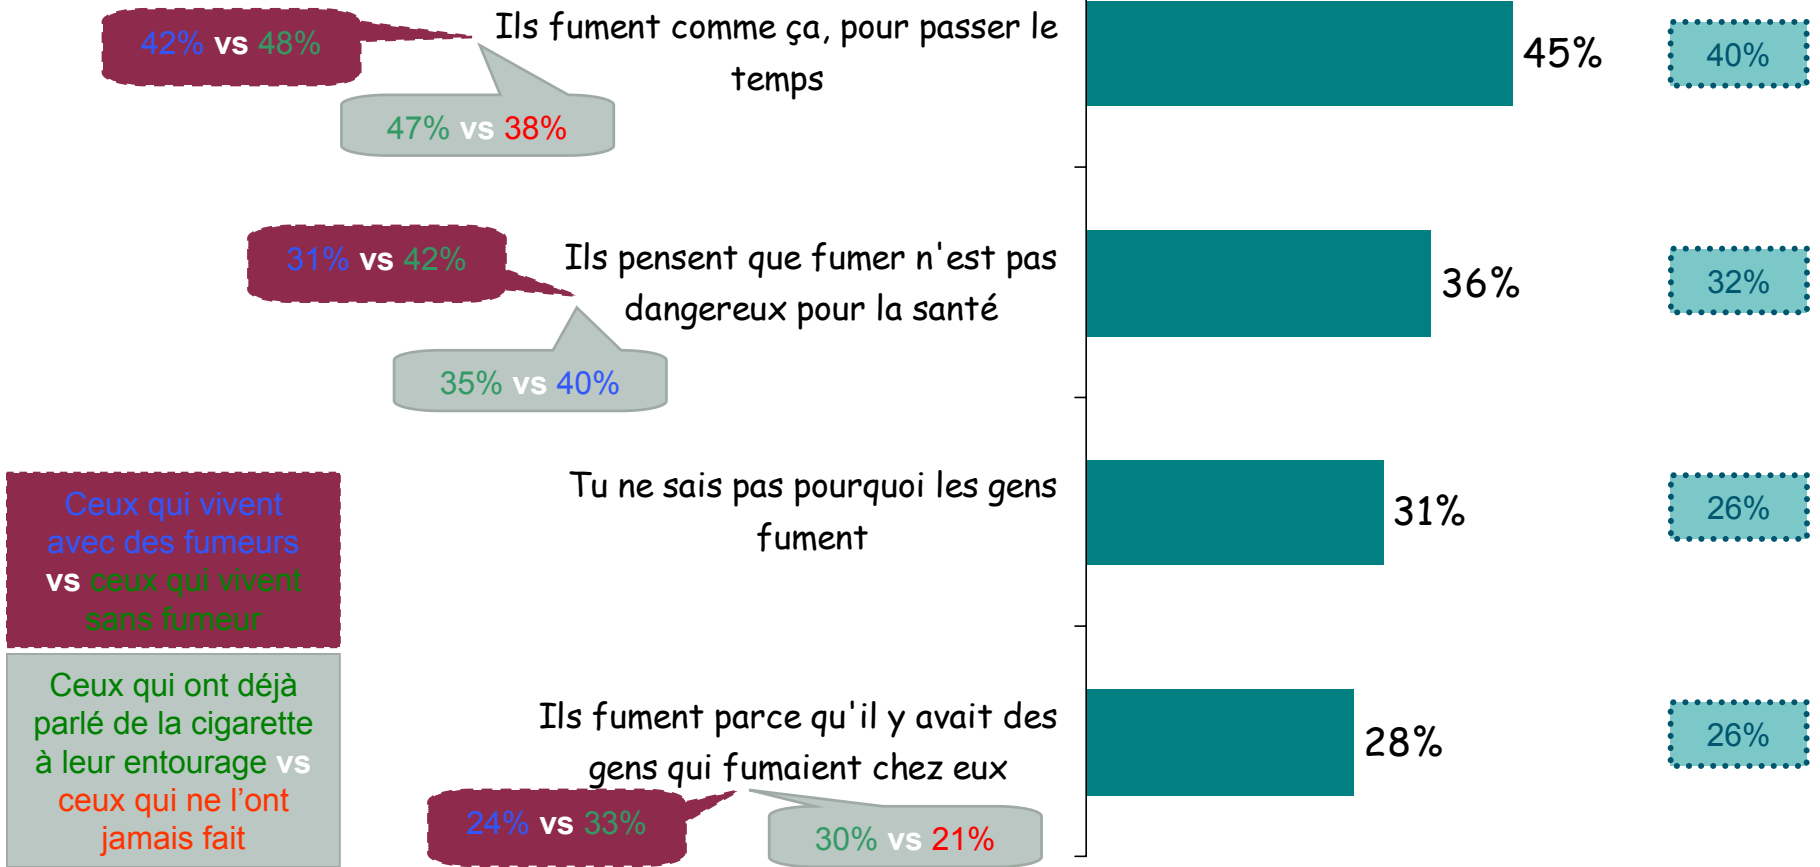 42% vs 48%
Ils fument comme ça, pour passer le
temps
45%
40%
47% vs 38%
31% vs 42%
Ils pensent que fumer n'est pas
dangereux pour la santé
36%
32%
35% vs 40%
Tu ne sais pas pourquoi les gens
fument
31%
26%
Ceux qui vivent
avec des fumeurs
vs ceux qui vivent
sans fumeur
Ceux qui ont déjà
parlé de la cigarette
à leur entourage vs
ceux qui ne l’ont
jamais fait
Ils fument parce qu'il y avait des
gens qui fumaient chez eux
28%
26%
24% vs 33%
30% vs 21%